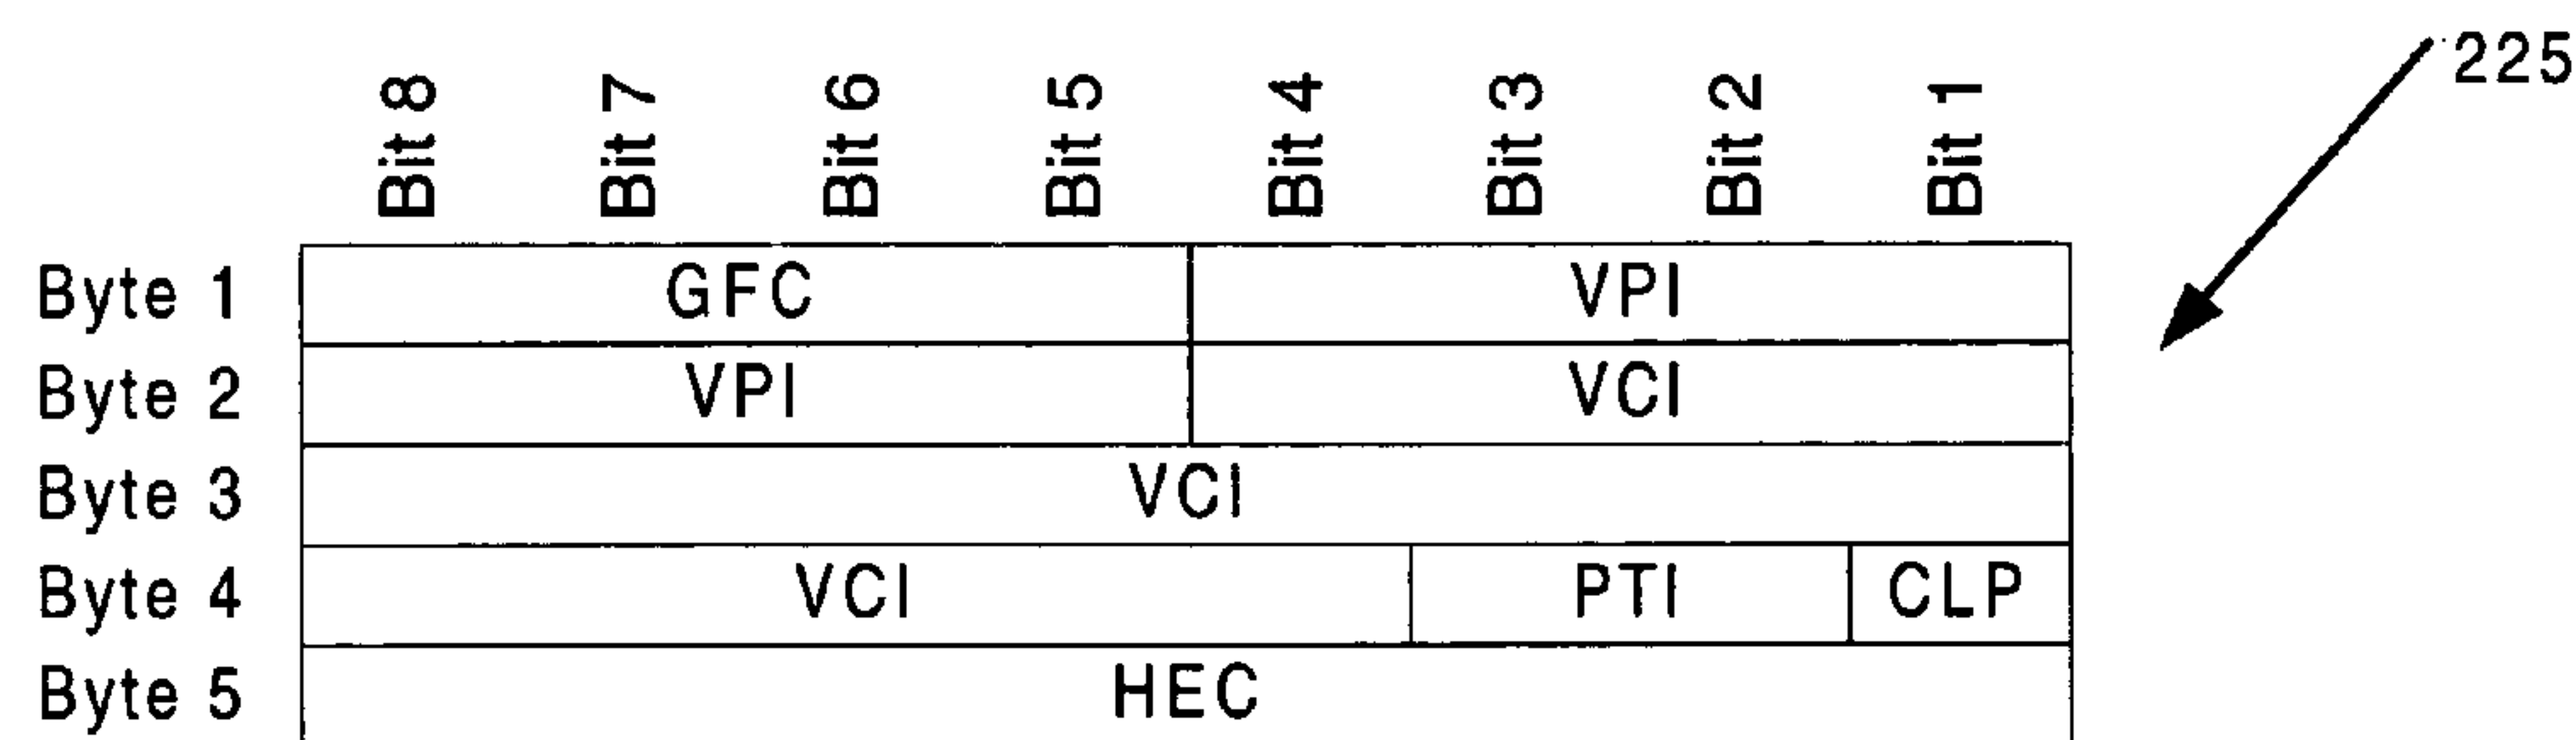 225
Bit 8 Bit 7 Bit 6 Bit 5 Bit 4 Bit 3 Bit 2 Bit 1
Byte 1 GFC VPI
Byte 2 VPI VCI
Byte 3 VCI
Byte 4 VCI PTI CLP
Byte 5 HEC